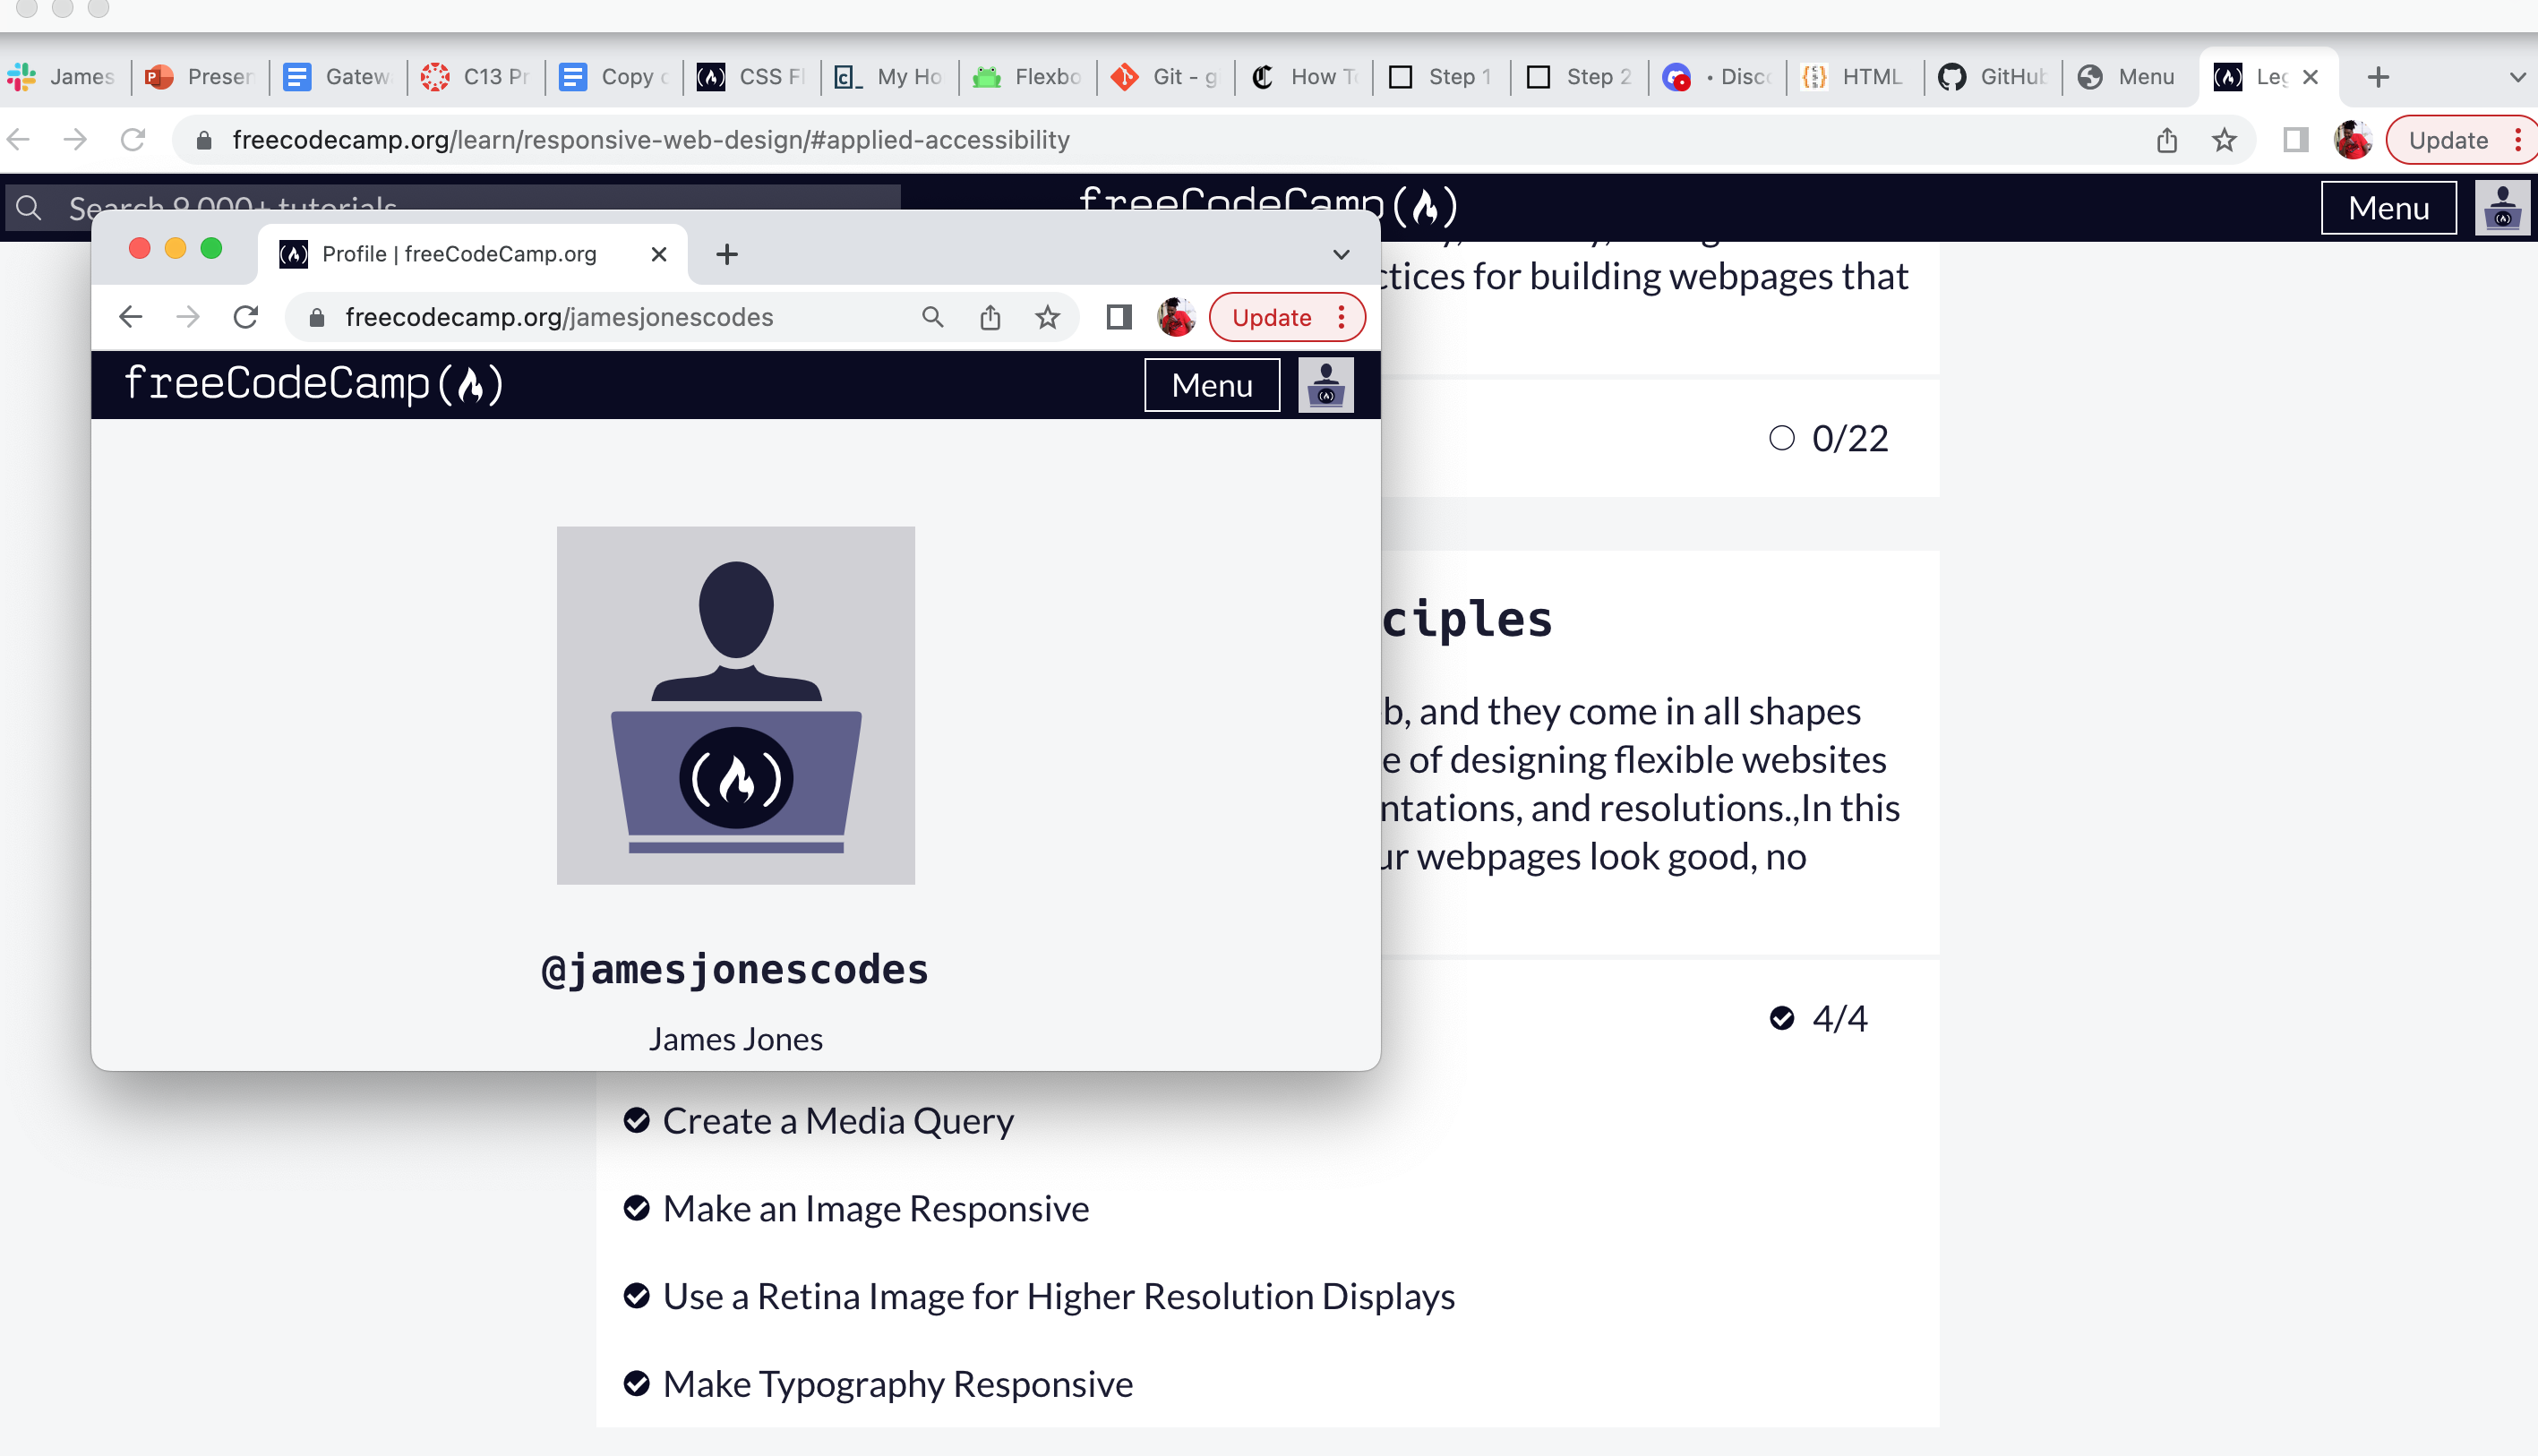 James
Preser
Gatew
C13 Pr
Copy
CSS Fl
My Ho
Flexbo
Git - g
How T
Step 1
Step 2
• Disc
HTML
GitHub
Menu
Leg
freecodecamp.org/learn/responsive-web-design/#applied-accessibility
Update
Search 9,000+ tutorials
freeCodeCamp
Menu
Profile | freeCodeCamp.org
freecodecamp.org/jamesjonescodes
Update
freeCodeCamp
Menu
@jamesjonescodes
James Jones
ctices for building webpages that
0/22
ciples
b, and they come in all shapes
e of designing flexible websites
ntations, and resolutions.,In this
ur webpages look good, no
4/4
Create a Media Query
Make an Image Responsive
Use a Retina Image for Higher Resolution Displays
Make Typography Responsive